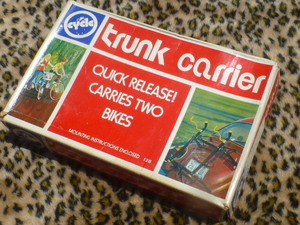 cycle
trunk carrier
QUICK RELEASE!
CARRIES TWO
BIKES
MOUNTING INSTRUCTIONS ENCLOSED